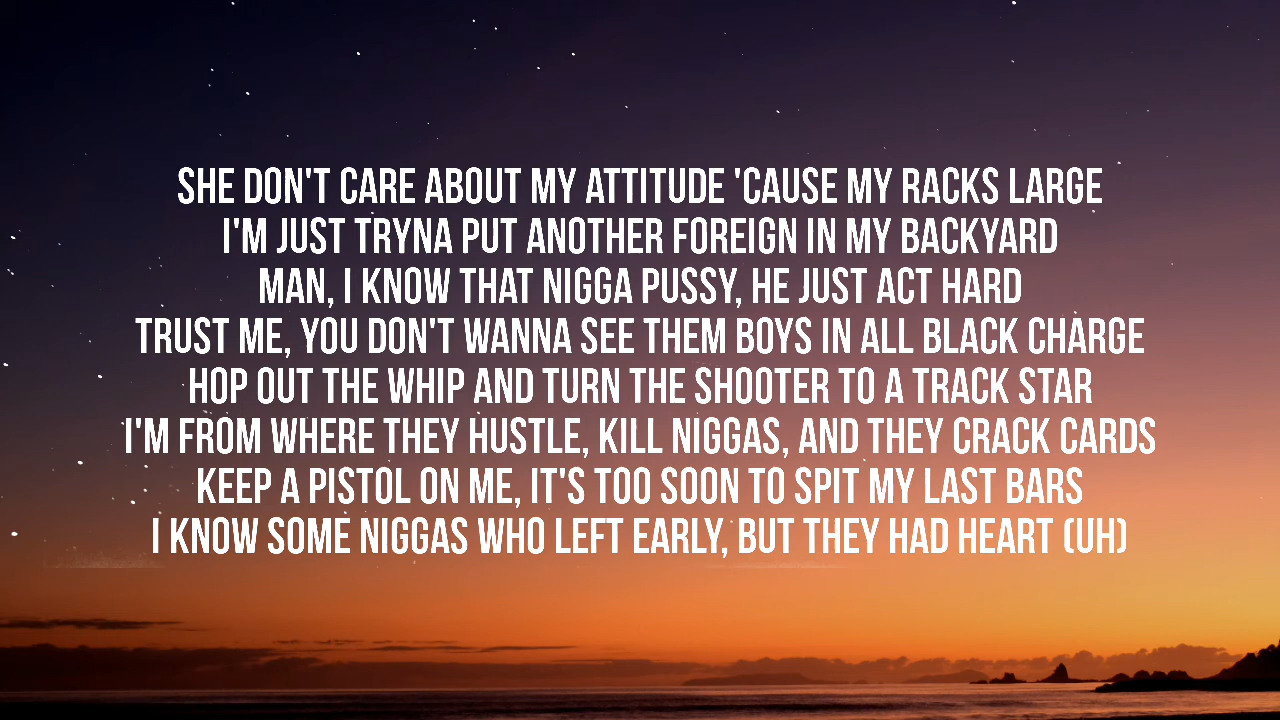 SHE DON'T CARE ABOUT MY ATTITUDE 'CAUSE MY RACKS LARGE
I'M JUST TRYNA PUT ANOTHER FOREIGN IN MY BACKYARD
MAN, I KNOW THAT NIGGA PUSSY, HE JUST ACT HARD
TRUST ME, YOU DON'T WANNA SEE THEM BOYS IN ALL BLACK CHARGE
HOP OUT THE WHIP AND TURN THE SHOOTER TO A TRACK STAR
I'M FROM WHERE THEY HUSTLE, KILL NIGGAS, AND THEY CRACK CARDS
KEEP A PISTOL ON ME, IT'S TOO SOON TO SPIT MY LAST BARS
I KNOW SOME NIGGAS WHO LEFT EARLY, BUT THEY HAD HEART (UH)